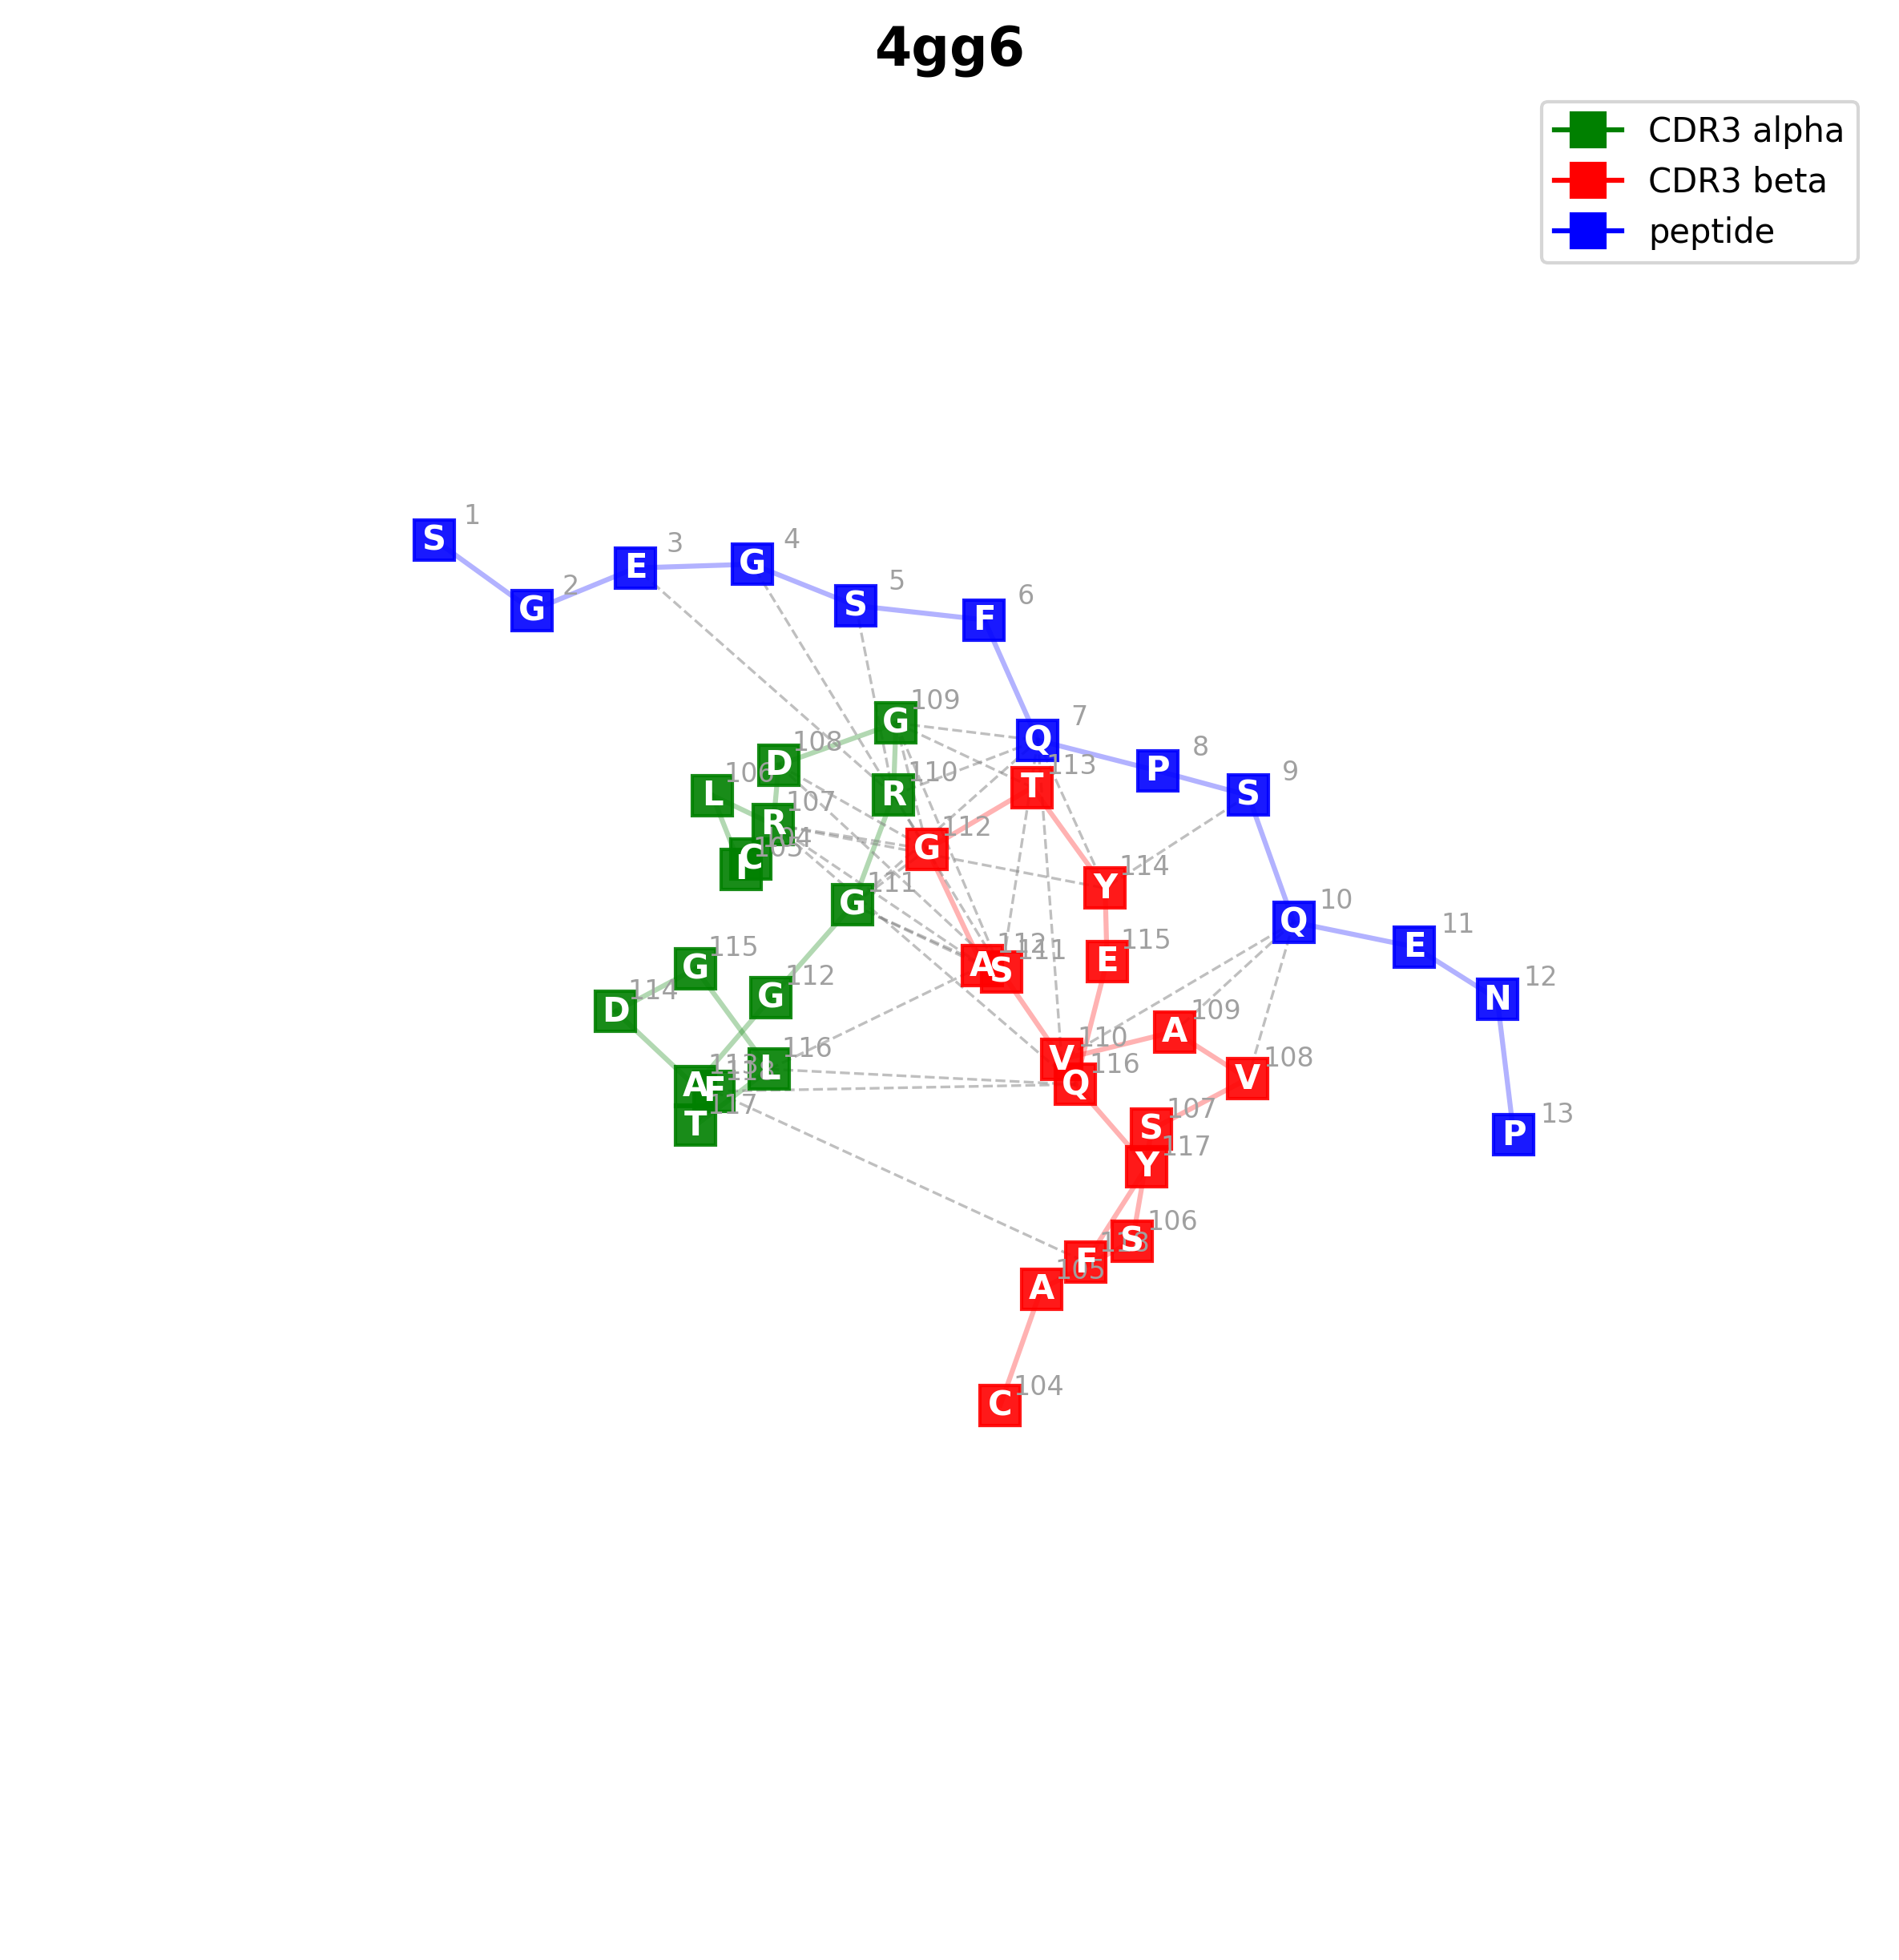 4gg6
CDR3 alpha
CDR3 beta
peptide
S 1
G 2
E 3
G 4
S 5
F 6
Q 7
P 8
S 9
Q 10
E 11
N 12
P 13
G 109
D 108
L 106
R 107
R 110
C
105
G 111
G 112
G 115
D 114
L 116
A 113
F 118
T 117
T 113
G 112
Y 114
A 112
S 111
E 115
A 109
V 110
Q 116
V 108
S 107
Y 117
S 106
F 118
A 105
C 104